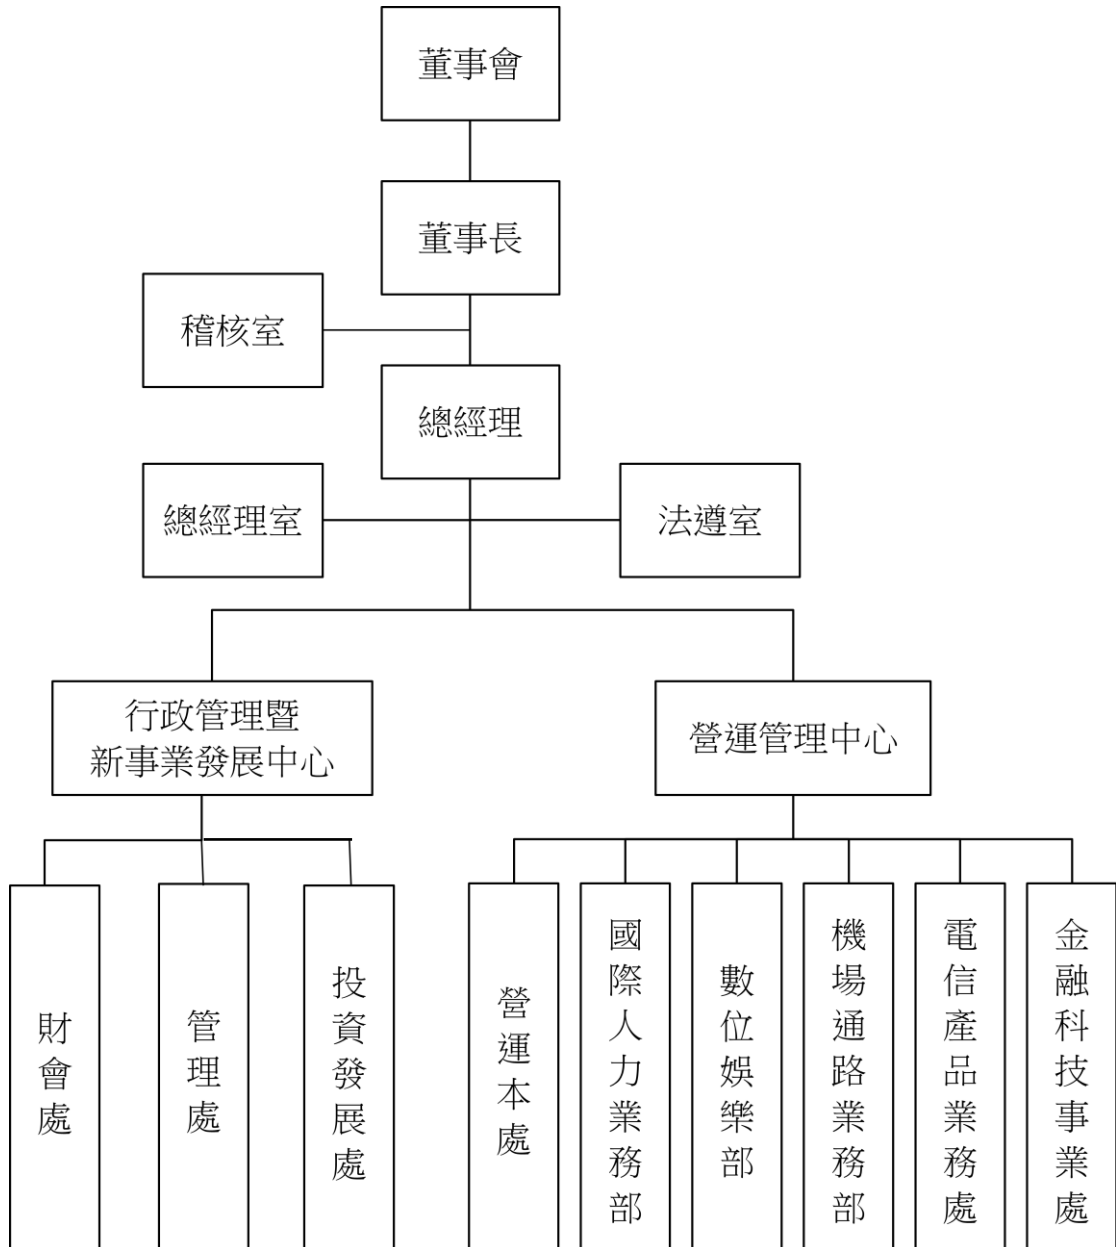 董事會
董事長
稽核室
總經理
總經理室
法遵室
行政管理暨
新事業發展中心
營運管理中心
財會處
管理處
投資發展處
營運本處
國際人力業務部
數位娛樂部
機場通路業務部
電信產品業務處
金融科技事業處